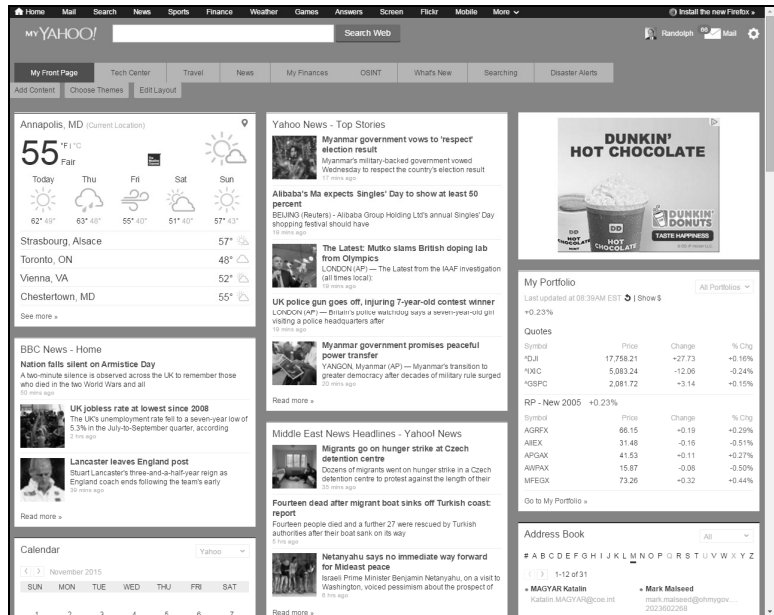 Home Mail Search News Sports Finance Weather Games Answers Screen Flickr Mobile More
Install the new Firefox »
MY YAHOO!
Search Web
Randolph
Mail
My Front Page Tech Center Travel News My Finances OSINT What's New Searching Disaster Alerts
Add Content Choose Themes Edit Layout
Annapolis, MD (Current Location)
55 °F | °C
Fair
Today Thu Fri Sat Sun
62° 49° 63° 48° 55° 40° 51° 40° 57° 43°
Strasbourg, Alsace 57°
Toronto, ON 48°
Vienna, VA 52°
Chestertown, MD 55°
See more »
BBC News - Home
Nation falls silent on Armistice Day
A two-minute silence is observed across the UK to remember those
who died in the two World Wars and all
50 mins ago
UK jobless rate at lowest since 2008
The UK's unemployment rate fell to a seven-year low of
5.3% in the July-to-September quarter, according
2 hrs ago
Lancaster leaves England post
Stuart Lancaster's three-and-a-half-year reign as
England coach ends following the team's early
39 mins ago
Read more »
Calendar
Yahoo
November 2015
SUN MON TUE WED THU FRI SAT
1 2 3 4 5 6 7
Yahoo News - Top Stories
Myanmar government vows to 'respect'
election result
Myanmar's military-backed government vowed
Wednesday to respect the country's election result
17 mins ago
Alibaba's Ma expects Singles' Day to show at least 50
percent
BEIJING (Reuters) - Alibaba Group Holding Ltd's annual Singles' Day
shopping festival should have
19 mins ago
The Latest: Mutko slams British doping lab
from Olympics
LONDON (AP) — The Latest from the IAAF investigation
(all times local):
19 mins ago
UK police gun goes off, injuring 7-year-old contest winner
LONDON (AP) — Britain's police watchdog says a seven-year-old girl
visiting a police headquarters after
19 mins ago
Myanmar government promises peaceful
power transfer
YANGON, Myanmar (AP) — Myanmar's transition to
greater democracy after decades of military rule surged
20 mins ago
Read more »
Middle East News Headlines - Yahoo! News
Migrants go on hunger strike at Czech
detention centre
Dozens of migrants went on hunger strike in a Czech
detention centre to protest against the length of their
35 mins ago
Fourteen dead after migrant boat sinks off Turkish coast:
report
Fourteen people died and a further 27 were rescued by Turkish
authorities after their boat sank on its way
5 hrs ago
Netanyahu says no immediate way forward
for Mideast peace
Israeli Prime Minister Benjamin Netanyahu, on a visit to
Washington, voiced pessimism about the prospect of
8 hrs ago
Read more »
DUNKIN'
HOT CHOCOLATE
DD
HOT
CHOCOLATE
DUNKIN'
DONUTS
TASTE HAPPINESS
My Portfolio
All Portfolios
Last updated at 08:39AM EST | Show $
+0.23%
Quotes
Symbol Price Change % Chg
^DJI 17,758.21 +27.73 +0.16%
^IXIC 5,083.24 -12.06 -0.24%
^GSPC 2,081.72 +3.14 +0.15%
RP - New 2005 +0.23%
Symbol Price Change % Chg
AGRFX 66.15 +0.19 +0.29%
AIIEX 31.48 -0.16 -0.51%
APGAX 41.53 +0.11 +0.27%
AWPAX 15.87 -0.08 -0.50%
MFEGX 73.26 +0.32 +0.44%
Go to My Portfolio »
Address Book
All
# A B C D E F G H I J K L M N O P Q R S T U V W X Y Z
1-12 of 31
MAGYAR Katalin
Katalin.MAGYAR@coe.int
Mark Malseed
mark.malseed@ohmygov....
2023602268